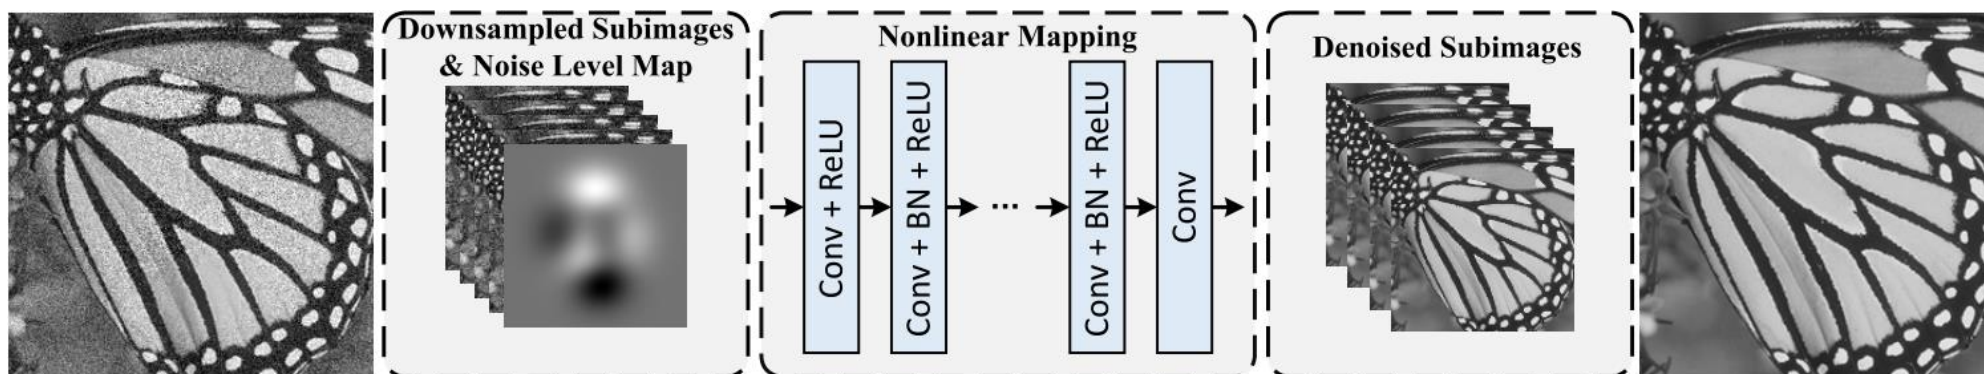 Downsampled Subimages
& Noise Level Map
Nonlinear Mapping
Conv + ReLU
Conv + BN + ReLU
...
Conv + BN + ReLU
Conv
Denoised Subimages